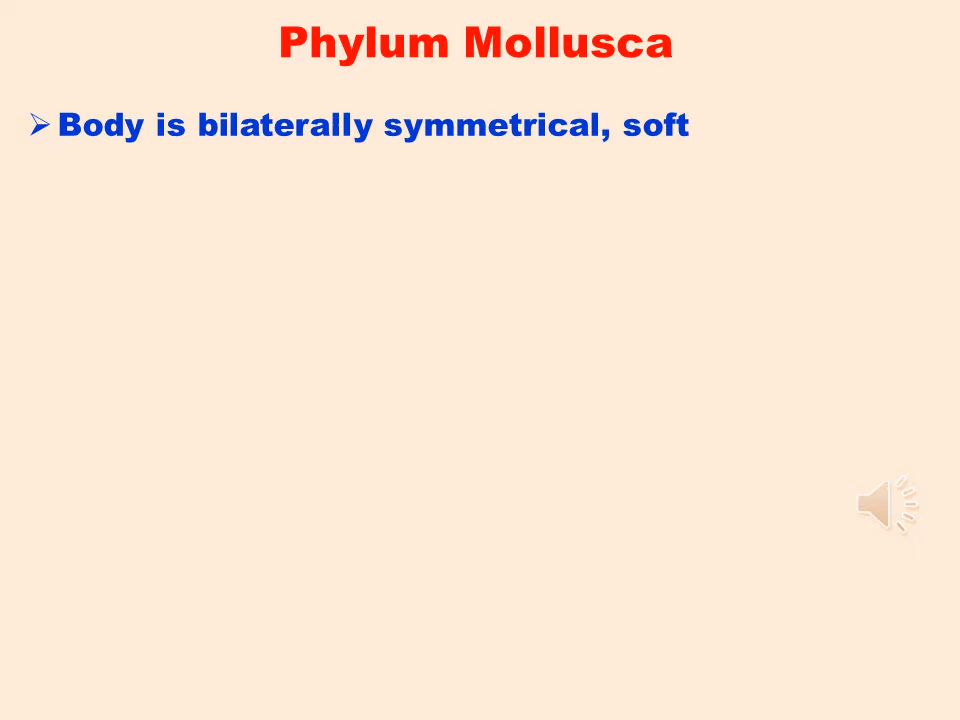 Phylum Mollusca
➢ Body is bilaterally symmetrical, soft